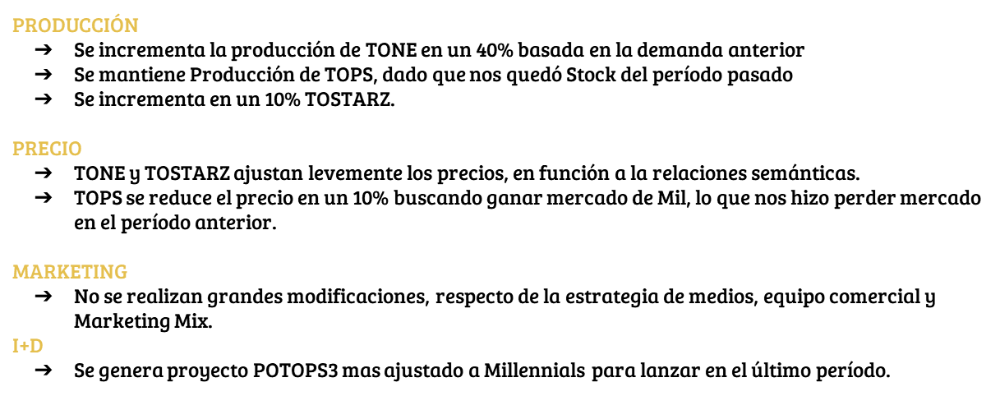 PRODUCCIÓN
➔ Se incrementa la producción de TONE en un 40% basada en la demanda anterior
➔ Se mantiene Producción de TOPS, dado que nos quedó Stock del período pasado
➔ Se incrementa en un 10% TOSTARZ.
PRECIO
➔ TONE y TOSTARZ ajustan levemente los precios, en función a la relaciones semánticas.
➔ TOPS se reduce el precio en un 10% buscando ganar mercado de Mil, lo que nos hizo perder mercado
en el período anterior.
MARKETING
➔ No se realizan grandes modificaciones, respecto de la estrategia de medios, equipo comercial y
Marketing Mix.
I+D
➔ Se genera proyecto POTOPS3 mas ajustado a Millennials para lanzar en el último período.